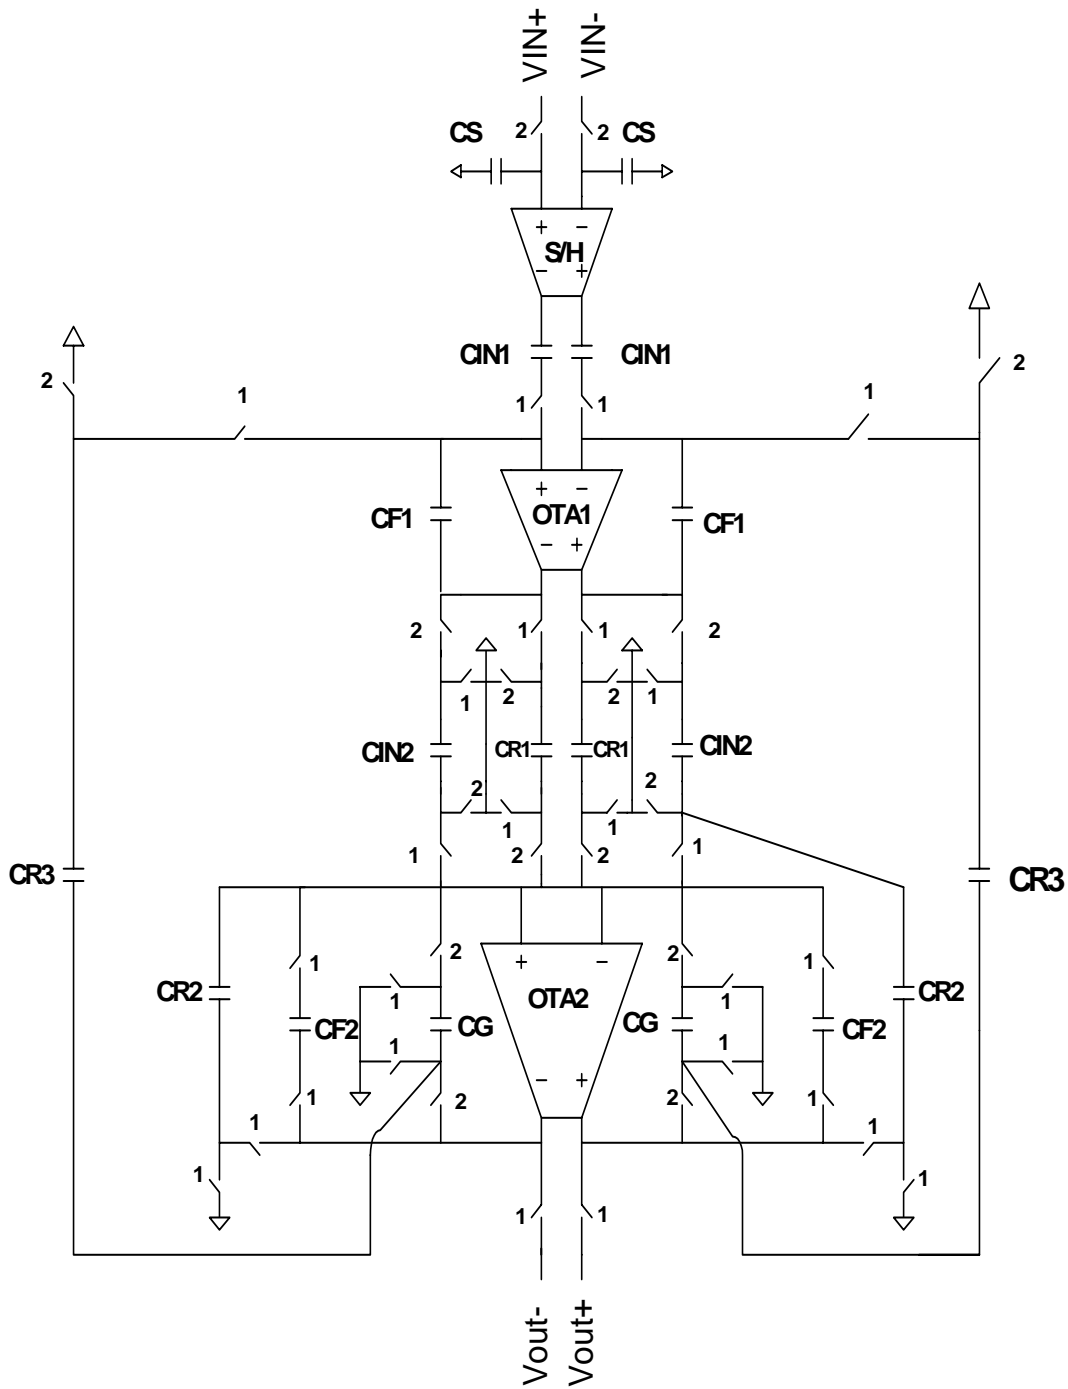 VIN+ VIN-
CS 2 2 CS
+ −
S/H
− +
CIN1 CIN1
2 2
1 1 1 1
+ −
CF1 OTA1 CF1
− +
2 1 1 2
1 2 2 1
CIN2 CR1 CR1 CIN2
2 2
1 1
1 2 2 1
CR3 CR3
2 2
1 + − 1
CR2 1 OTA2 1 CR2
CF2 CG CG CF2
1 1
1 2 − + 2 1
1 1
1 1
1 1
Vout- Vout+